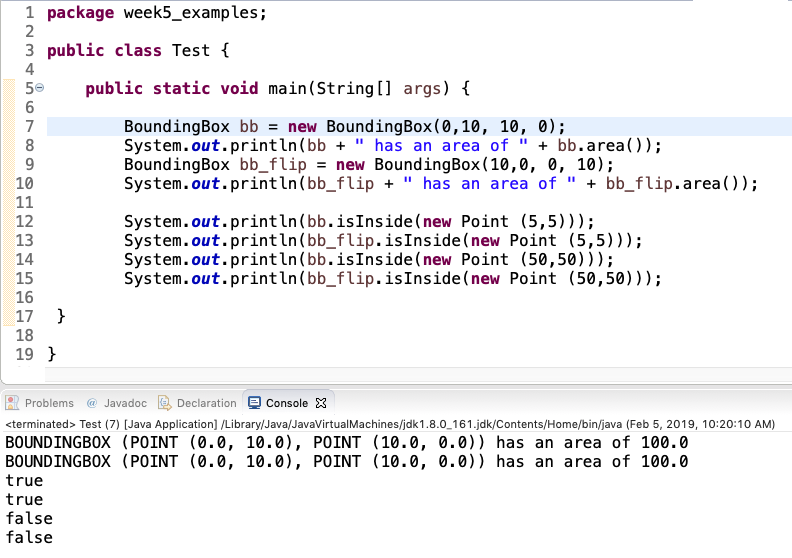 1 package week5_examples;
2
3 public class Test {
4
5 public static void main(String[] args) {
6
7 BoundingBox bb = new BoundingBox(0,10, 10, 0);
8 System.out.println(bb + " has an area of " + bb.area());
9 BoundingBox bb_flip = new BoundingBox(10,0, 0, 10);
10 System.out.println(bb_flip + " has an area of " + bb_flip.area());
11
12 System.out.println(bb.isInside(new Point (5,5)));
13 System.out.println(bb_flip.isInside(new Point (5,5)));
14 System.out.println(bb.isInside(new Point (50,50)));
15 System.out.println(bb_flip.isInside(new Point (50,50)));
16
17 }
18
19 }
Problems @ Javadoc Declaration Console
<terminated> Test (7) [Java Application] /Library/Java/JavaVirtualMachines/jdk1.8.0_161.jdk/Contents/Home/bin/java (Feb 5, 2019, 10:20:10 AM)
BOUNDINGBOX (POINT (0.0, 10.0), POINT (10.0, 0.0)) has an area of 100.0
BOUNDINGBOX (POINT (0.0, 10.0), POINT (10.0, 0.0)) has an area of 100.0
true
true
false
false